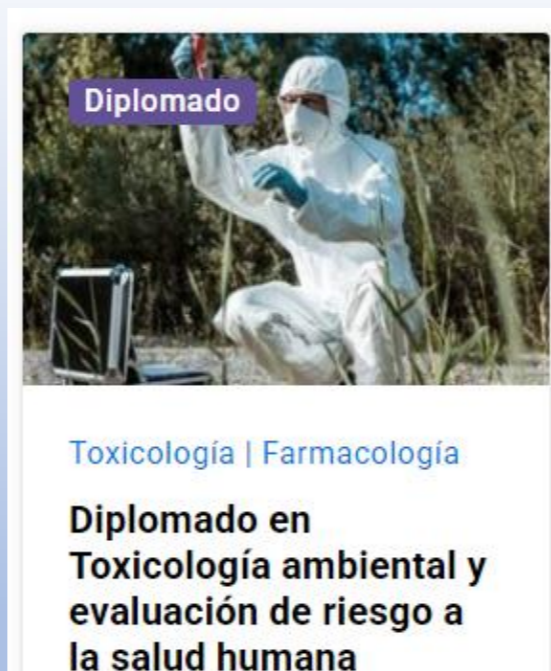 Diplomado
Toxicología | Farmacología
Diplomado en
Toxicología ambiental y
evaluación de riesgo a
la salud humana